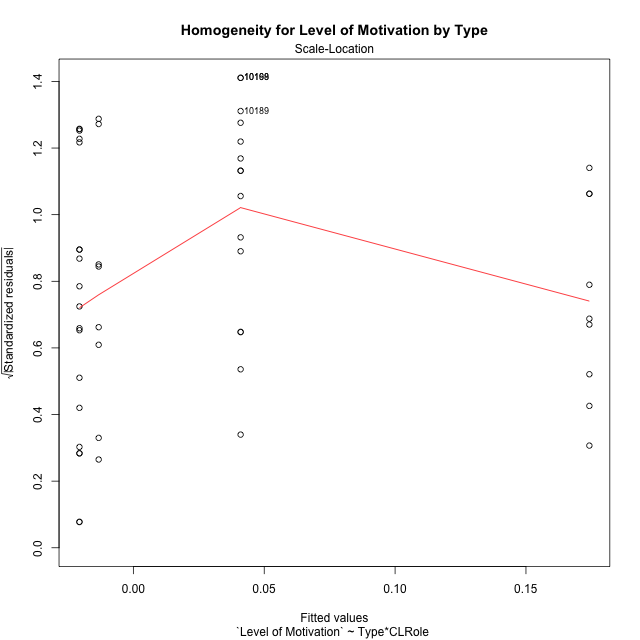 Homogeneity for Level of Motivation by Type
Scale-Location
10189
1.4
1.2
1.0
0.8
0.6
0.4
0.2
0.0
√|Standardized residuals|
0.00 0.05 0.10 0.15
Fitted values
`Level of Motivation` ~ Type*CLRole